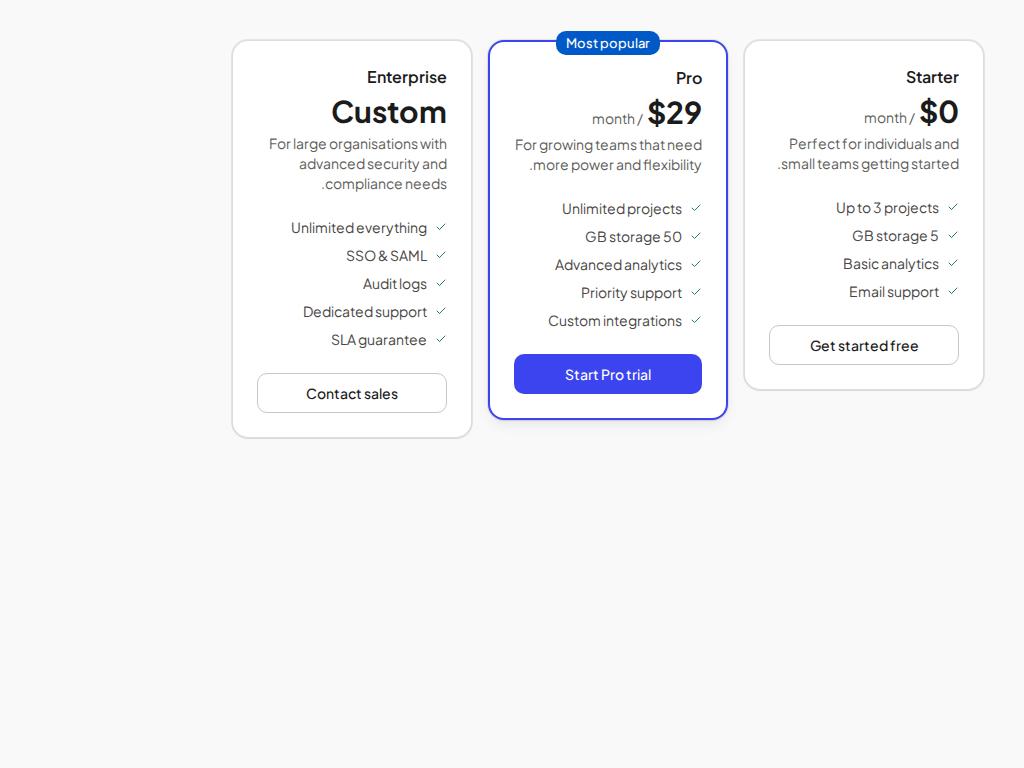 Starter
month / $0
Perfect for individuals and
.small teams getting started
Up to 3 projects
GB storage 5
Basic analytics
Email support
Get started free
Most popular
Pro
month / $29
For growing teams that need
.more power and flexibility
Unlimited projects
GB storage 50
Advanced analytics
Priority support
Custom integrations
Start Pro trial
Enterprise
Custom
For large organisations with
advanced security and
.compliance needs
Unlimited everything
SSO & SAML
Audit logs
Dedicated support
SLA guarantee
Contact sales